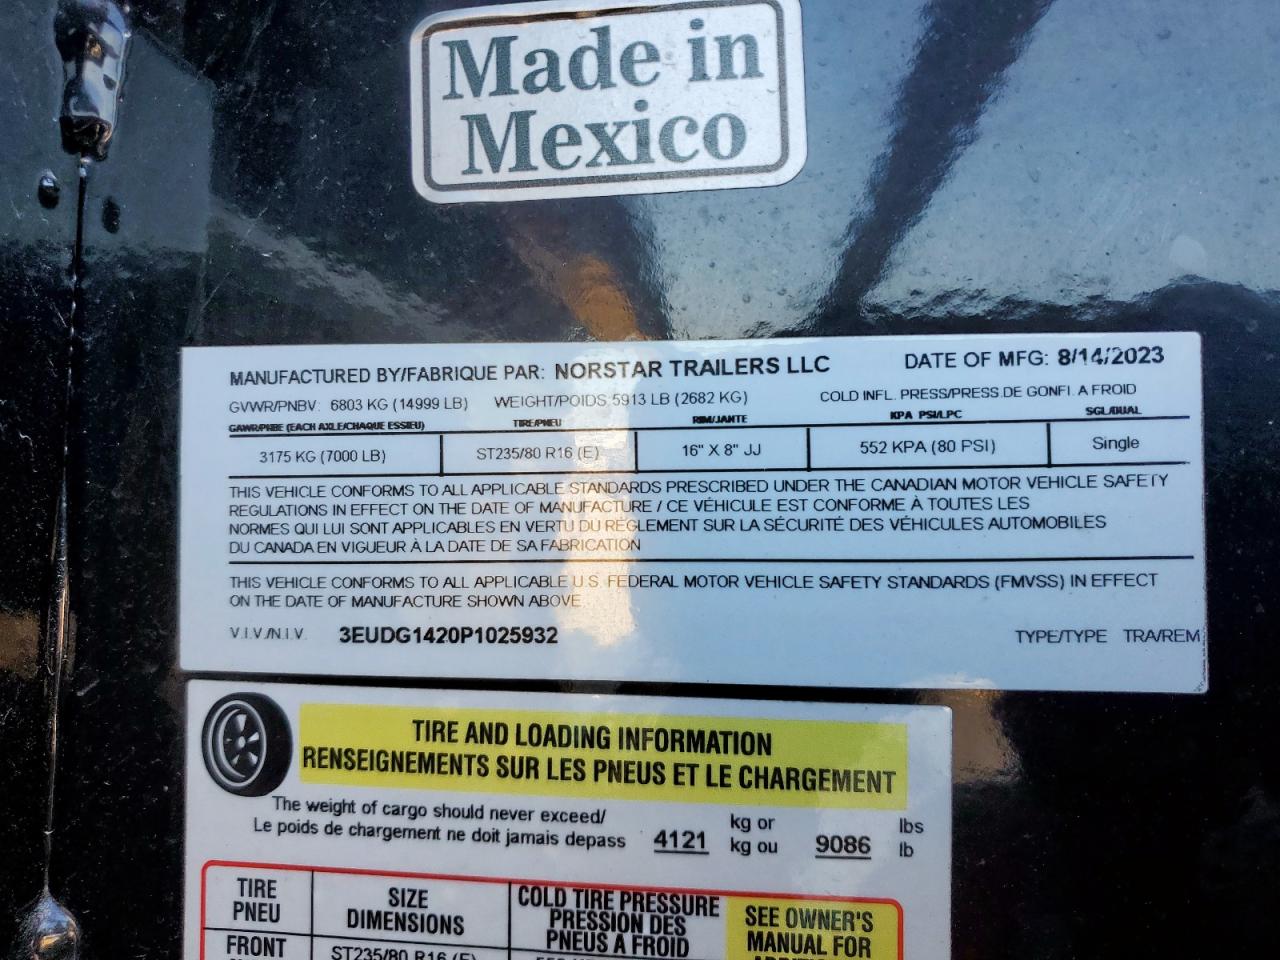 Made in
Mexico
MANUFACTURED BY/FABRIQUE PAR: NORSTAR TRAILERS LLC DATE OF MFG: 8/14/2023
GVWR/PNBV: 6803 KG (14999 LB) WEIGHT/POIDS:5913 LB (2682 KG) COLD INFL. PRESS/PRESS.DE GONFL.A FROID
GAWR/PNBE (EACH AXLE/CHAQUE ESSIEU) TIRE/PNEU RIM/JANTE KPA PSI/LPC SGL/DUAL
3175 KG (7000 LB) ST235/80 R16 (E) 16" X 8" JJ 552 KPA (80 PSI) Single
THIS VEHICLE CONFORMS TO ALL APPLICABLE STANDARDS PRESCRIBED UNDER THE CANADIAN MOTOR VEHICLE SAFETY
REGULATIONS IN EFFECT ON THE DATE OF MANUFACTURE / CE VÉHICULE EST CONFORME À TOUTES LES
NORMES QUI LUI SONT APPLICABLES EN VERTU DU RÈGLEMENT SUR LA SÉCURITÉ DES VÉHICULES AUTOMOBILES
DU CANADA EN VIGUEUR À LA DATE DE SA FABRICATION
THIS VEHICLE CONFORMS TO ALL APPLICABLE U.S. FEDERAL MOTOR VEHICLE SAFETY STANDARDS (FMVSS) IN EFFECT
ON THE DATE OF MANUFACTURE SHOWN ABOVE
V.I.V./N.I.V. 3EUDG1420P1025932 TYPE/TYPE TRA/REM
TIRE AND LOADING INFORMATION
RENSEIGNEMENTS SUR LES PNEUS ET LE CHARGEMENT
The weight of cargo should never exceed/ kg or lbs
Le poids de chargement ne doit jamais depass 4121 kg ou 9086 lb
TIRE SIZE COLD TIRE PRESSURE SEE OWNER'S
PNEU DIMENSIONS PRESSION DES MANUAL FOR
PNEUS A FROID
FRONT ST235/80 R16 (E)